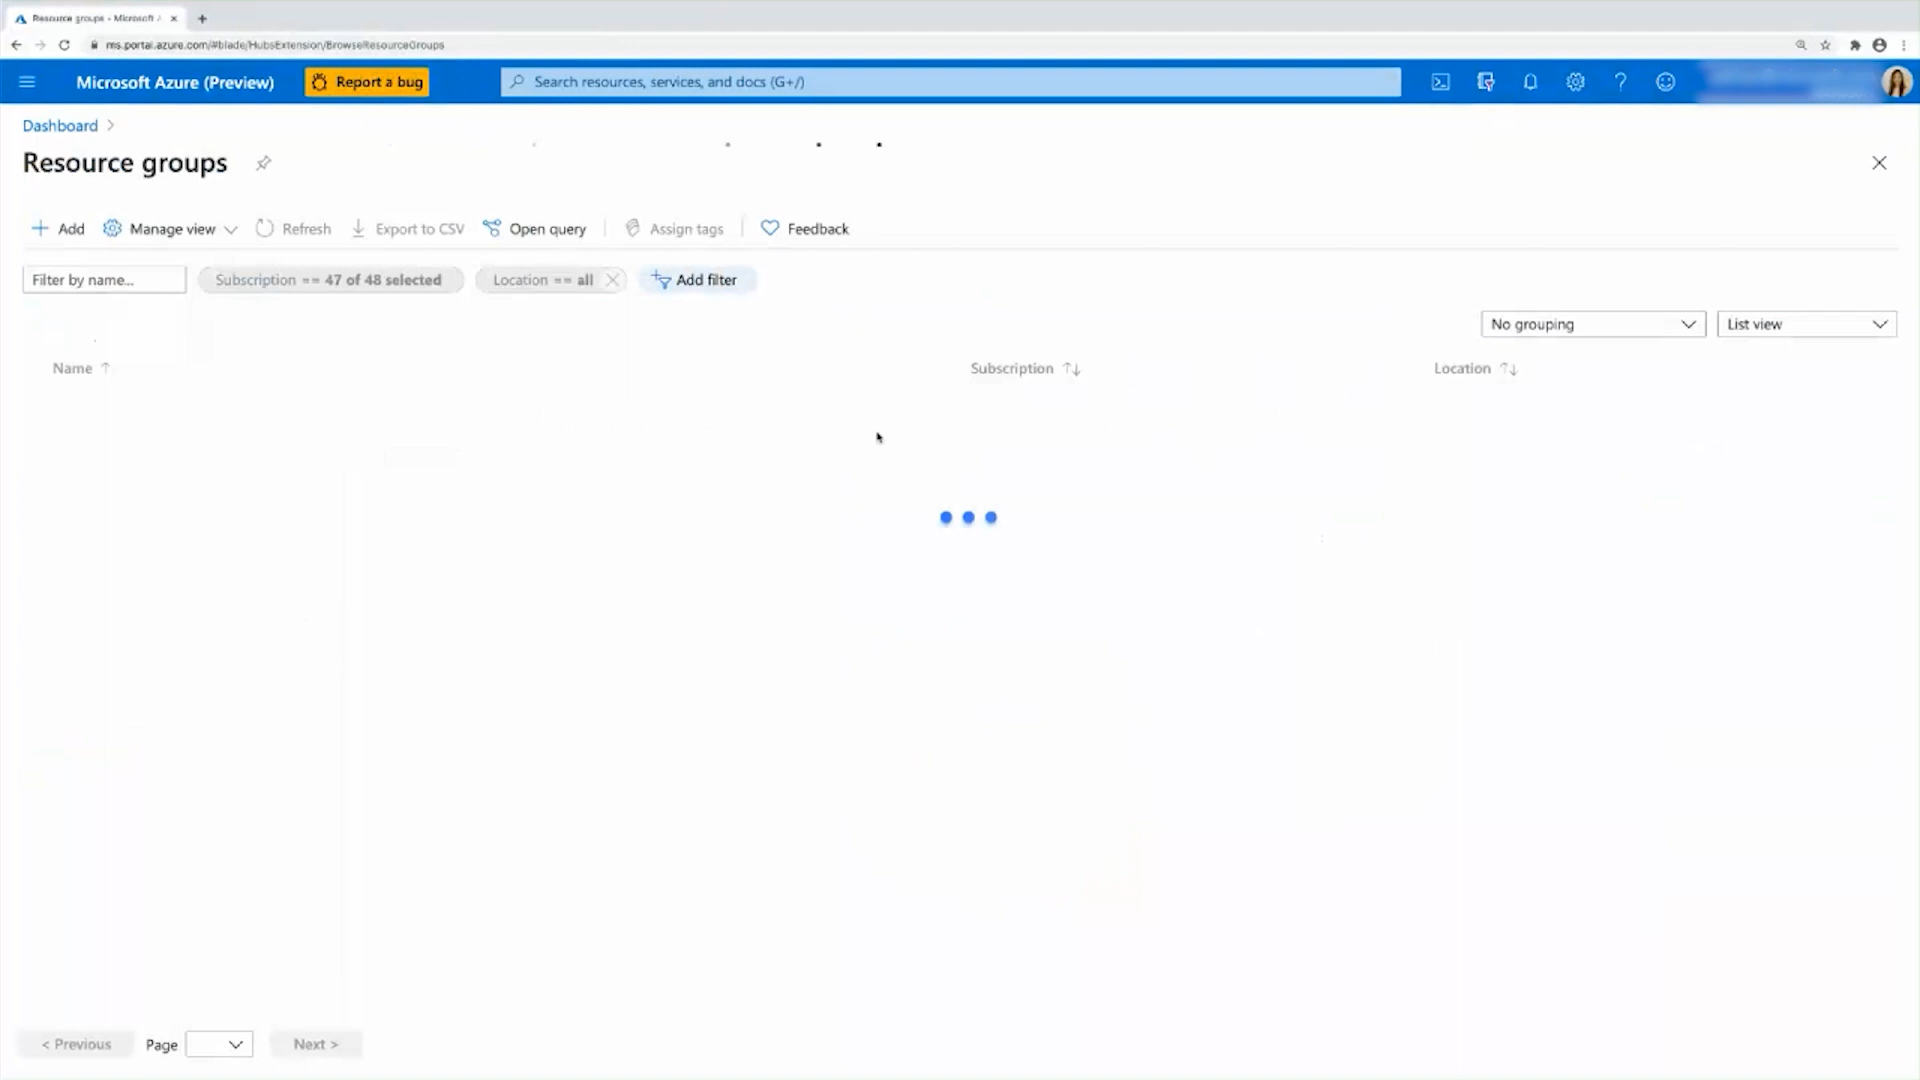 Resource groups - Microsoft A
ms.portal.azure.com/#blade/HubsExtension/BrowseResourceGroups
Microsoft Azure (Preview)
Report a bug
Search resources, services, and docs (G+/)
Dashboard
Resource groups
Add
Manage view
Refresh
Export to CSV
Open query
Assign tags
Feedback
Filter by name...
Subscription == 47 of 48 selected
Location == all
Add filter
No grouping
List view
Name
Subscription
Location
< Previous
Page
Next >